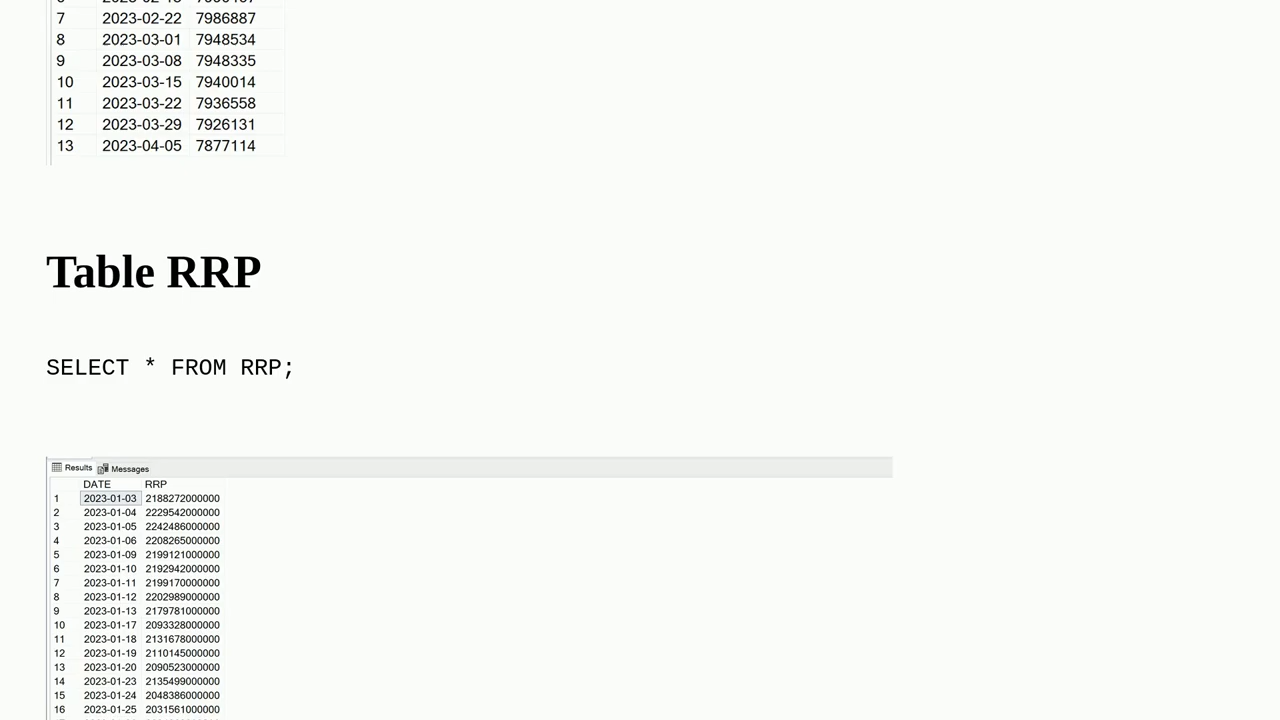 7 2023-02-22 7986887
8 2023-03-01 7948534
9 2023-03-08 7948335
10 2023-03-15 7940014
11 2023-03-22 7936558
12 2023-03-29 7926131
13 2023-04-05 7877114
Table RRP
SELECT * FROM RRP;
Results Messages
DATE RRP
1 2023-01-03 2188272000000
2 2023-01-04 2229542000000
3 2023-01-05 2242486000000
4 2023-01-06 2208265000000
5 2023-01-09 2199121000000
6 2023-01-10 2192942000000
7 2023-01-11 2199170000000
8 2023-01-12 2202989000000
9 2023-01-13 2179781000000
10 2023-01-17 2093328000000
11 2023-01-18 2131678000000
12 2023-01-19 2110145000000
13 2023-01-20 2090523000000
14 2023-01-23 2135499000000
15 2023-01-24 2048386000000
16 2023-01-25 2031561000000